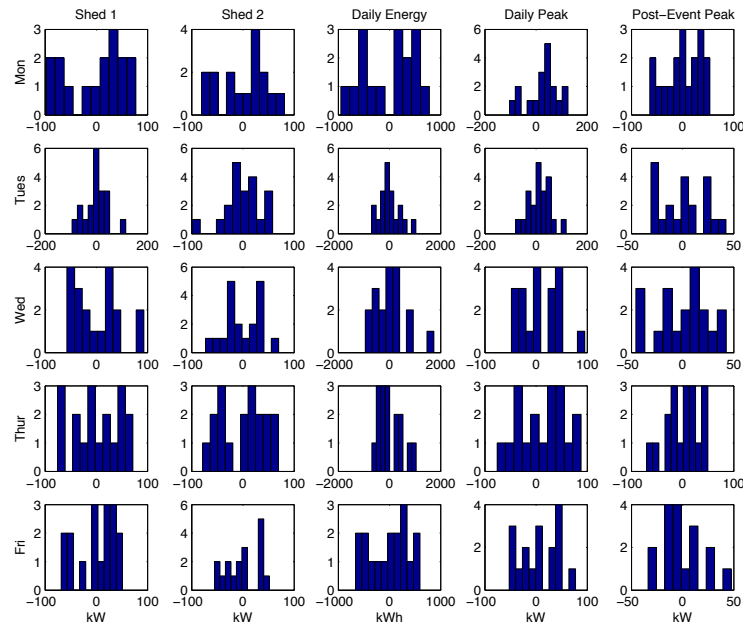 Shed 1 Shed 2 Daily Energy Daily Peak Post−Event Peak
3 4 3 6 3
2 2 4 2
Mon 2 1 1 2 1
0 0 0 0 0
−100 0 100 −100 0 100 −1000 0 1000 −200 0 200 −100 0 100
6 6 6 6 6
4 4 4 4 4
Tues 2 2 2 2 2
0 0 0 0 0
−200 0 200 −100 0 100 −2000 0 2000 −200 0 200 −50 0 50
4 6 4 4 4
Wed 2 4 2 2 2
2
0 0 0 0 0
−100 0 100 −100 0 100 −1000 0 2000 −100 0 100 −50 0 50
3 3 3 3 3
2 2 2 2 2
Thur 1 1 1 1 1
0 0 0 0 0
−100 0 100 −100 0 100 −2000 0 2000 −100 0 100 −100 0 100
3 6 3 4 4
2 4 2 2 2
Fri 1 2 1
0 0 0 0 0
−100 0 100 −100 0 100 −1000 0 1000 −100 0 100 −50 0 50
kW kW kWh kW kW